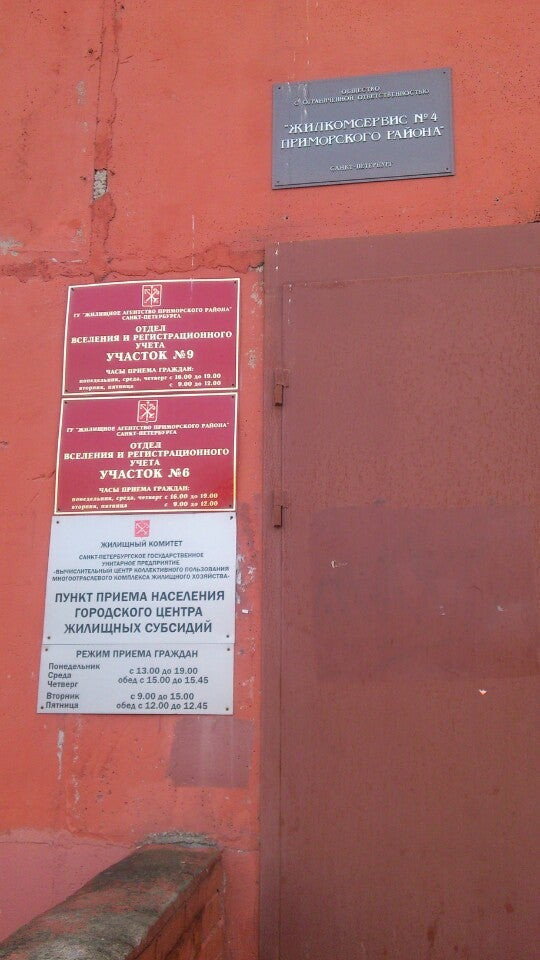 ОБЩЕСТВО
С ОГРАНИЧЕННОЙ ОТВЕТСТВЕННОСТЬЮ
"ЖИЛКОМСЕРВИС №4
ПРИМОРСКОГО РАЙОНА"
САНКТ-ПЕТЕРБУРГ
ГУ "ЖИЛИЩНОЕ АГЕНТСТВО ПРИМОРСКОГО РАЙОНА"
САНКТ-ПЕТЕРБУРГА
ОТДЕЛ
ВСЕЛЕНИЯ И РЕГИСТРАЦИОННОГО
УЧЕТА
УЧАСТОК №9
ЧАСЫ ПРИЕМА ГРАЖДАН:
понедельник, среда, четверг с 16.00 до 19.00
вторник, пятница с 9.00 до 12.00
ГУ "ЖИЛИЩНОЕ АГЕНТСТВО ПРИМОРСКОГО РАЙОНА"
САНКТ-ПЕТЕРБУРГА
ОТДЕЛ
ВСЕЛЕНИЯ И РЕГИСТРАЦИОННОГО
УЧЕТА
УЧАСТОК №6
ЧАСЫ ПРИЕМА ГРАЖДАН:
понедельник, среда, четверг с 16.00 до 19.00
вторник, пятница с 9.00 до 12.00
ЖИЛИЩНЫЙ КОМИТЕТ
САНКТ-ПЕТЕРБУРГСКОЕ ГОСУДАРСТВЕННОЕ
УНИТАРНОЕ ПРЕДПРИЯТИЕ
«ВЫЧИСЛИТЕЛЬНЫЙ ЦЕНТР КОЛЛЕКТИВНОГО ПОЛЬЗОВАНИЯ
МНОГООТРАСЛЕВОГО КОМПЛЕКСА ЖИЛИЩНОГО ХОЗЯЙСТВА»
ПУНКТ ПРИЕМА НАСЕЛЕНИЯ
ГОРОДСКОГО ЦЕНТРА
ЖИЛИЩНЫХ СУБСИДИЙ
РЕЖИМ ПРИЕМА ГРАЖДАН
Понедельник с 13.00 до 19.00
Среда обед с 15.00 до 15.45
Четверг
Вторник с 9.00 до 15.00
Пятница обед с 12.00 до 12.45